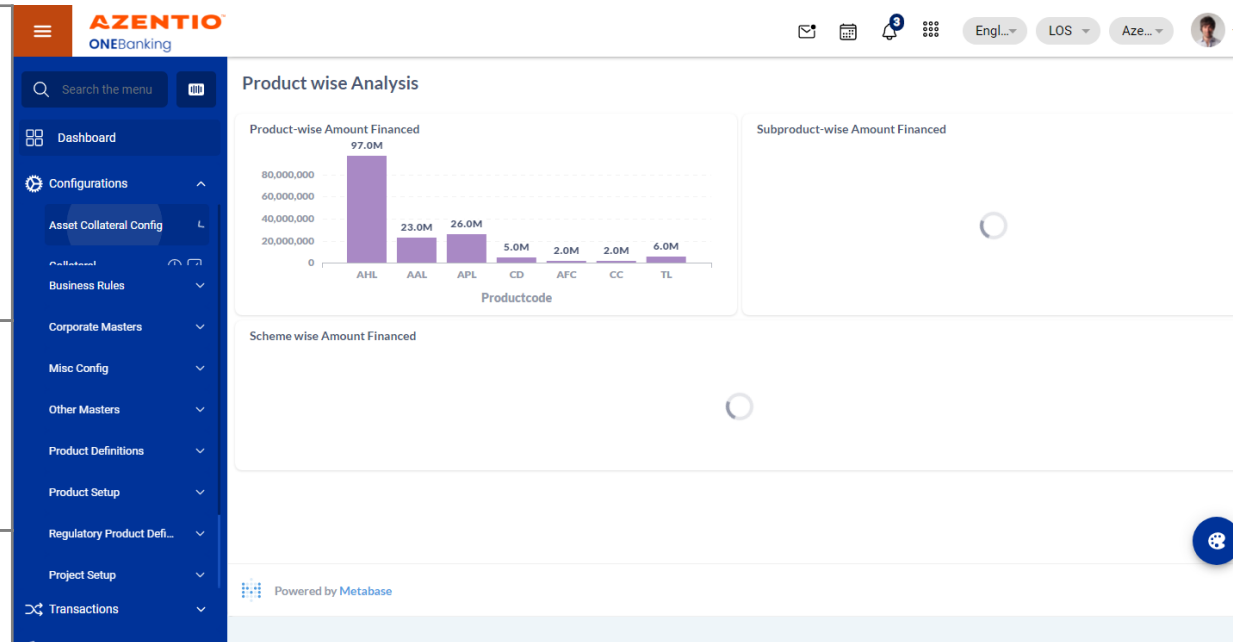 AZENTIO
ONEBanking
3
Engl...
LOS
Aze...
Search the menu
Dashboard
Configurations
Asset Collateral Config
Collateral
Business Rules
Corporate Masters
Misc Config
Other Masters
Product Definitions
Product Setup
Regulatory Product Defi...
Project Setup
Transactions
Product wise Analysis
Product-wise Amount Financed
97.0M
80,000,000
60,000,000
40,000,000
20,000,000
0
23.0M
26.0M
5.0M
2.0M
2.0M
6.0M
AHL AAL APL CD AFC CC TL
Productcode
Subproduct-wise Amount Financed
Scheme wise Amount Financed
Powered by Metabase